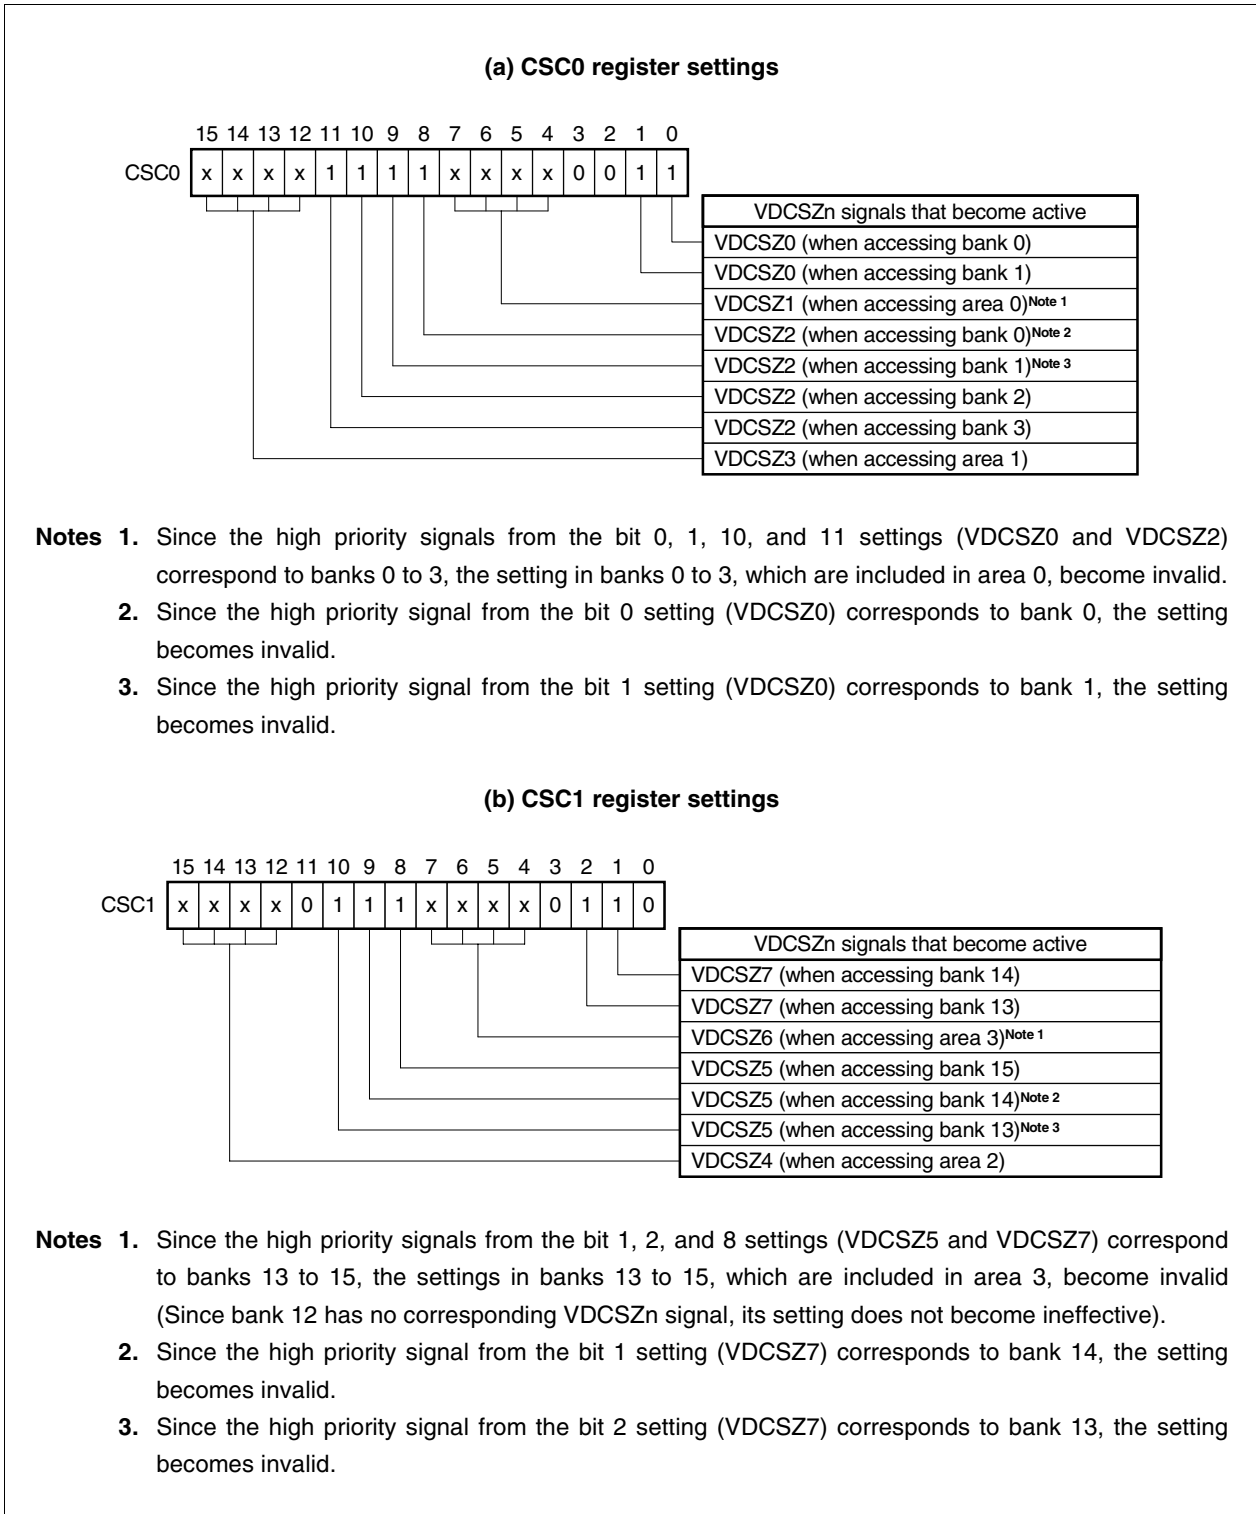 (a) CSC0 register settings
15 14 13 12 11 10 9 8 7 6 5 4 3 2 1 0
CSC0 x x x x 1 1 1 1 x x x x 0 0 1 1
VDCSZn signals that become active
VDCSZ0 (when accessing bank 0)
VDCSZ0 (when accessing bank 1)
VDCSZ1 (when accessing area 0)Note 1
VDCSZ2 (when accessing bank 0)Note 2
VDCSZ2 (when accessing bank 1)Note 3
VDCSZ2 (when accessing bank 2)
VDCSZ2 (when accessing bank 3)
VDCSZ3 (when accessing area 1)
Notes 1. Since the high priority signals from the bit 0, 1, 10, and 11 settings (VDCSZ0 and VDCSZ2)
correspond to banks 0 to 3, the setting in banks 0 to 3, which are included in area 0, become invalid.
2. Since the high priority signal from the bit 0 setting (VDCSZ0) corresponds to bank 0, the setting
becomes invalid.
3. Since the high priority signal from the bit 1 setting (VDCSZ0) corresponds to bank 1, the setting
becomes invalid.
(b) CSC1 register settings
15 14 13 12 11 10 9 8 7 6 5 4 3 2 1 0
CSC1 x x x x 0 1 1 1 x x x x 0 1 1 0
VDCSZn signals that become active
VDCSZ7 (when accessing bank 14)
VDCSZ7 (when accessing bank 13)
VDCSZ6 (when accessing area 3)Note 1
VDCSZ5 (when accessing bank 15)
VDCSZ5 (when accessing bank 14)Note 2
VDCSZ5 (when accessing bank 13)Note 3
VDCSZ4 (when accessing area 2)
Notes 1. Since the high priority signals from the bit 1, 2, and 8 settings (VDCSZ5 and VDCSZ7) correspond
to banks 13 to 15, the settings in banks 13 to 15, which are included in area 3, become invalid
(Since bank 12 has no corresponding VDCSZn signal, its setting does not become ineffective).
2. Since the high priority signal from the bit 1 setting (VDCSZ7) corresponds to bank 14, the setting
becomes invalid.
3. Since the high priority signal from the bit 2 setting (VDCSZ7) corresponds to bank 13, the setting
becomes invalid.